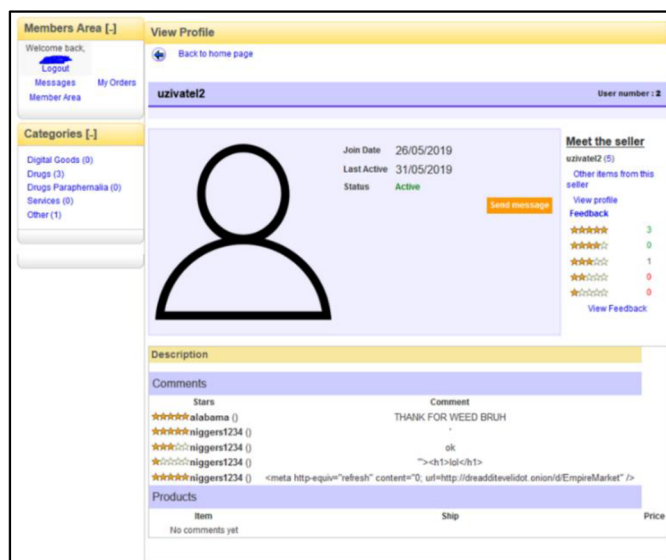 Members Area [-]
Welcome back,
Logout
Messages My Orders
Member Area
Categories [-]
Digital Goods (0)
Drugs (3)
Drugs Paraphernalia (0)
Services (0)
Other (1)
View Profile
Back to home page
uzivatel2 User number : 2
Join Date 26/05/2019
Last Active 31/05/2019
Status Active
Send message
Meet the seller
uzivatel2 (5)
Other items from this
seller
View profile
Feedback
3
0
1
0
0
View Feedback
Description
Comments
Stars Comment
alabama () THANK FOR WEED BRUH
niggers1234 () '
niggers1234 () ok
niggers1234 () "><h1>lol</h1>
niggers1234 () <meta http-equiv="refresh" content="0; url=http://dreadditevelidot.onion/d/EmpireMarket" />
Products
Item Ship Price
No comments yet